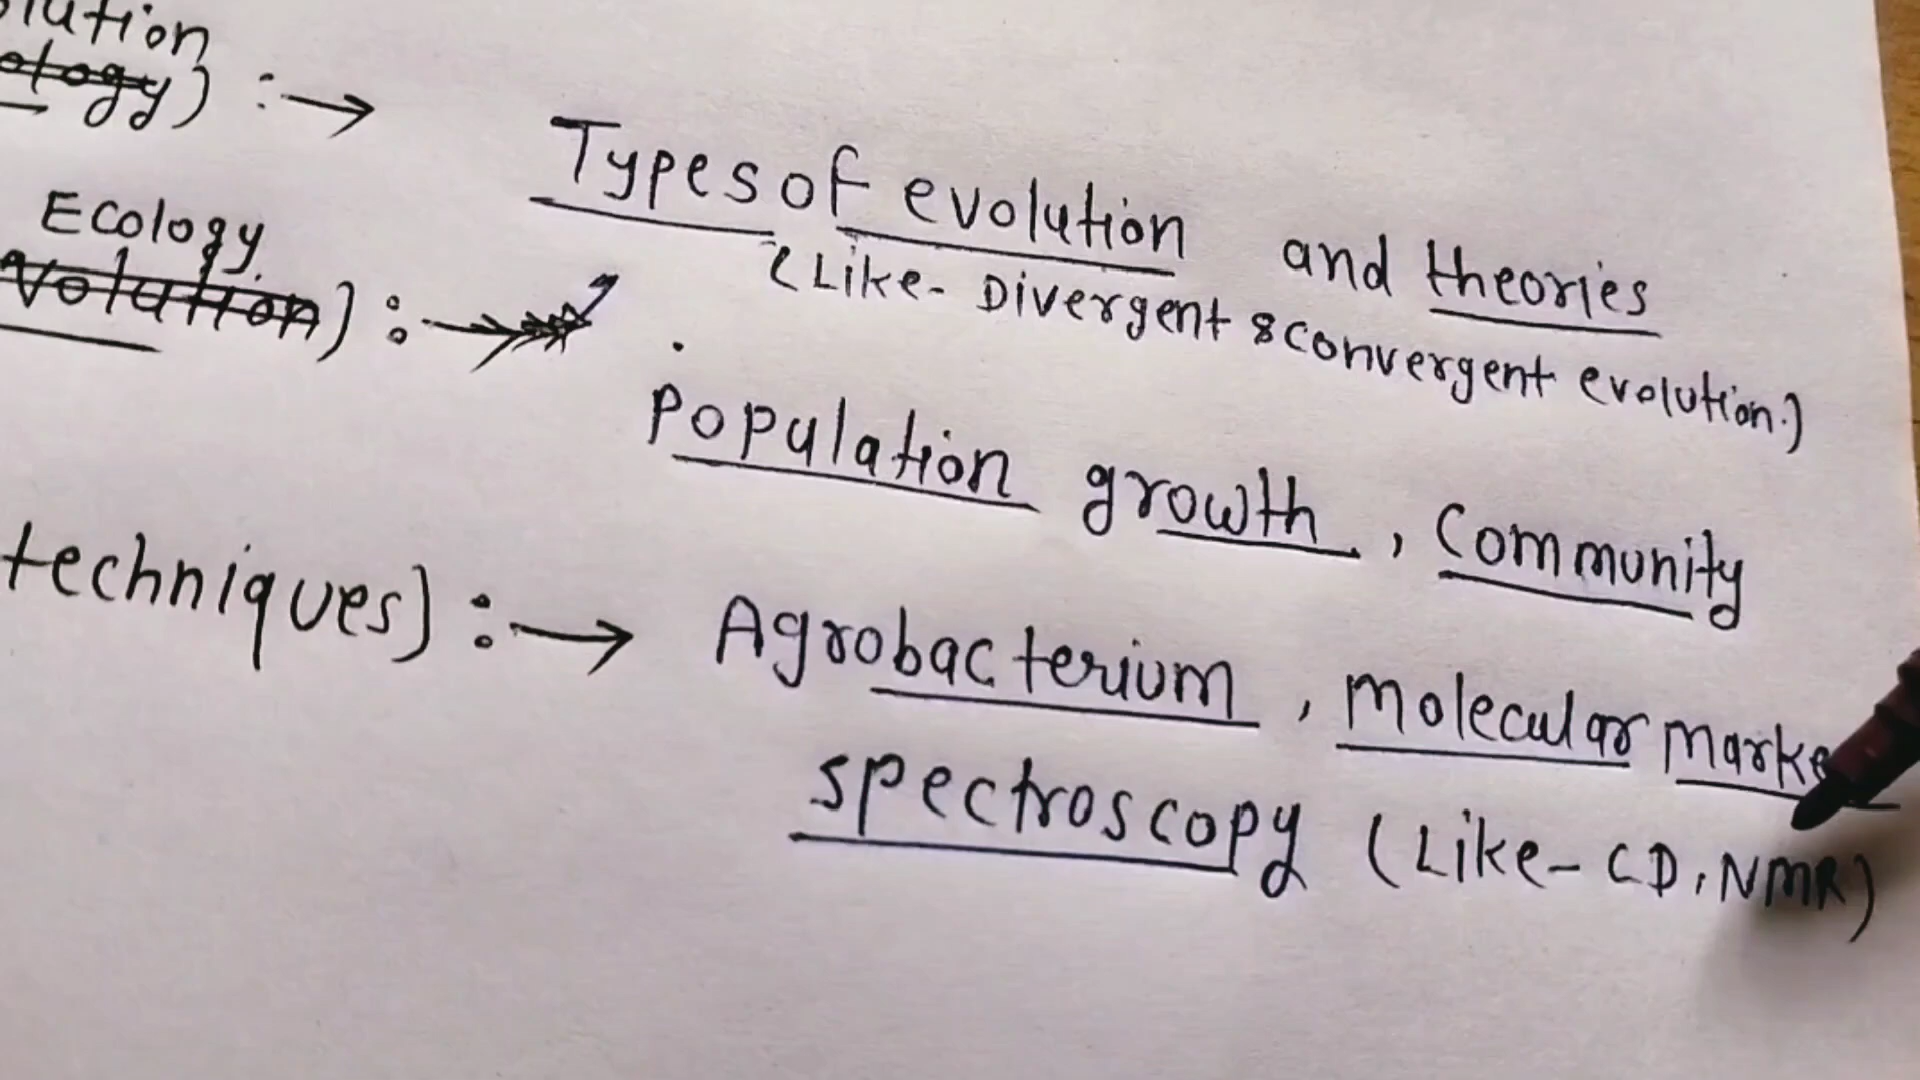 olution
ology) :→
Types of evolution and theories
(Like- Divergent & convergent evolution.)
Ecology
volution) :→
Population growth, Community
techniques) :→ Agrobacterium, Molecular Marke
spectroscopy (Like- CD, NMR)